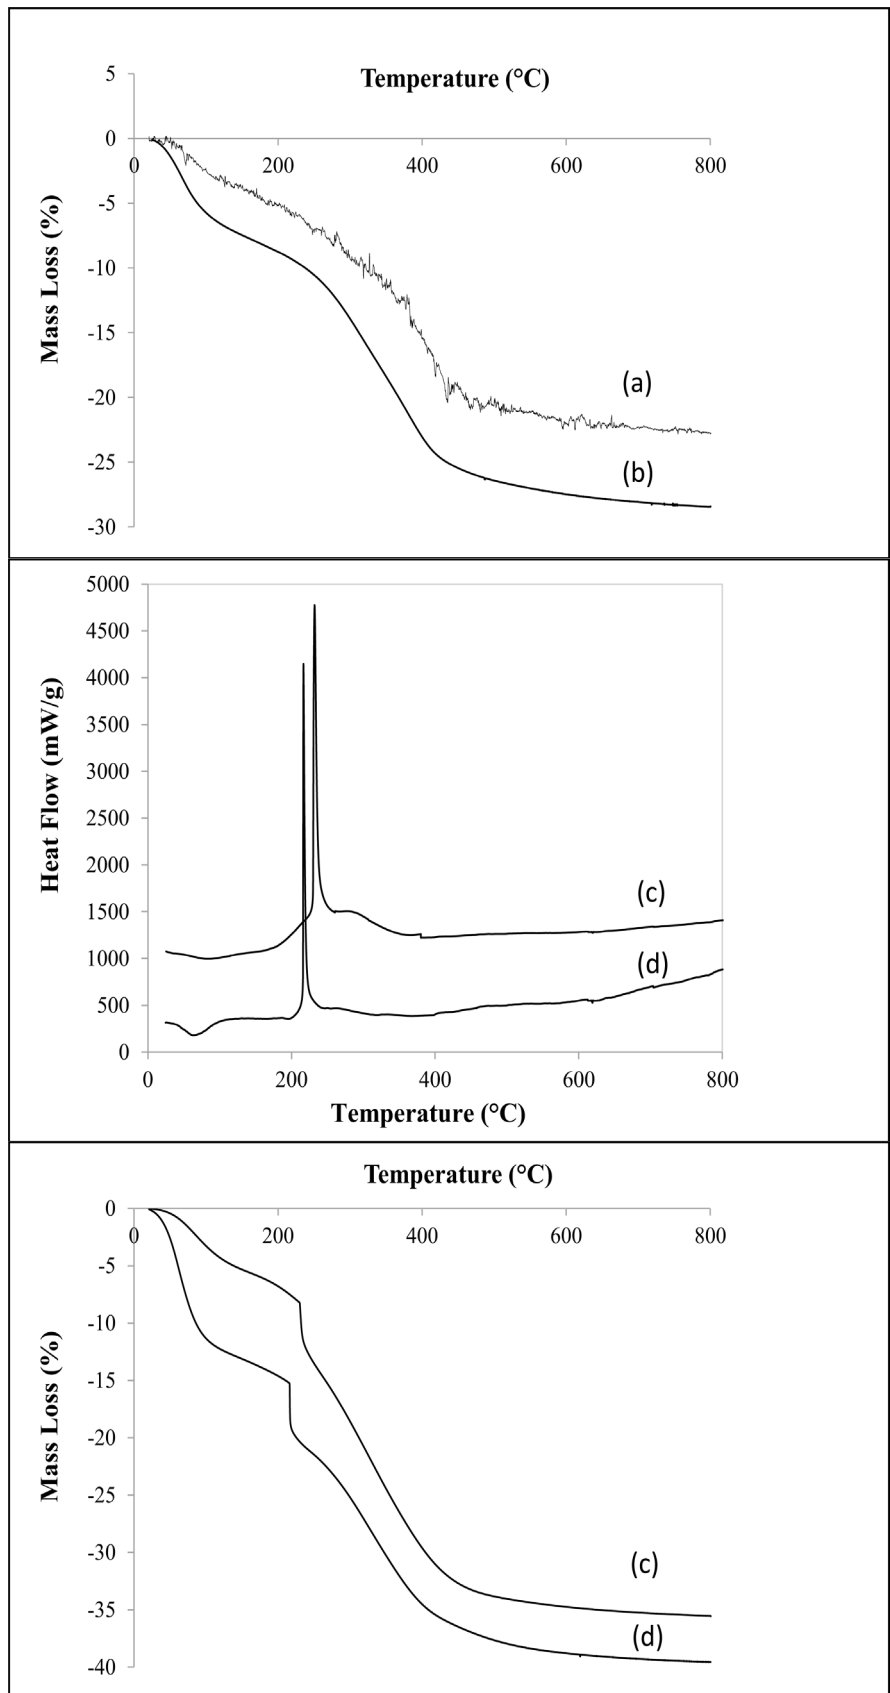 Temperature (°C)
5
0
0 200 400 600 800
-5
-10
-15
-20
-25
-30
Mass Loss (%)
(a)
(b)
5000
4500
4000
3500
3000
2500
2000
1500
1000
500
0
Heat Flow (mW/g)
(c)
(d)
0 200 400 600 800
Temperature (°C)
Temperature (°C)
0
0 200 400 600 800
-5
-10
-15
-20
-25
-30
-35
-40
Mass Loss (%)
(c)
(d)